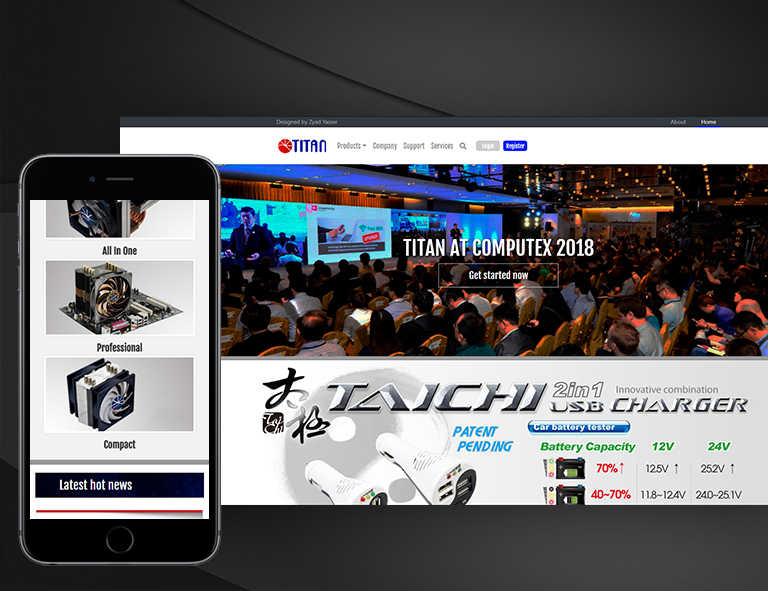 Designed by Zyad Yasser
About Home
TITAN Products Company Support Services Login Register
TITAN AT COMPUTEX 2018
Get started now
太極
TAICHI 2in1 USB CHARGER
Innovative combination
PATENT PENDING
Car battery tester
Battery Capacity 12V 24V
70%↑ 12.5V ↑ 25.2V ↑
40~70% 11.8~12.4V 24.0~25.1V
All In One
Professional
Compact
Latest hot news